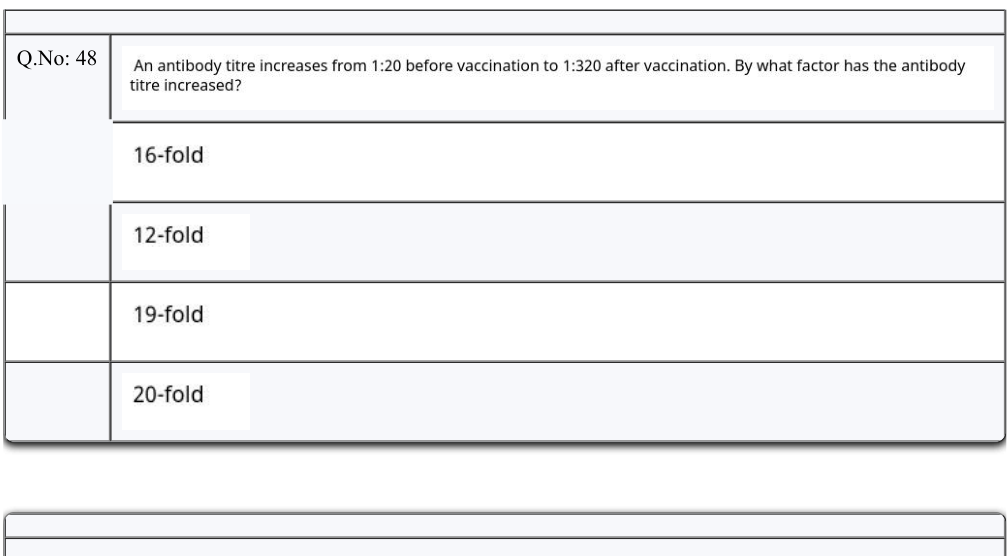 Q.No: 48
An antibody titre increases from 1:20 before vaccination to 1:320 after vaccination. By what factor has the antibody
titre increased?
16-fold
12-fold
19-fold
20-fold